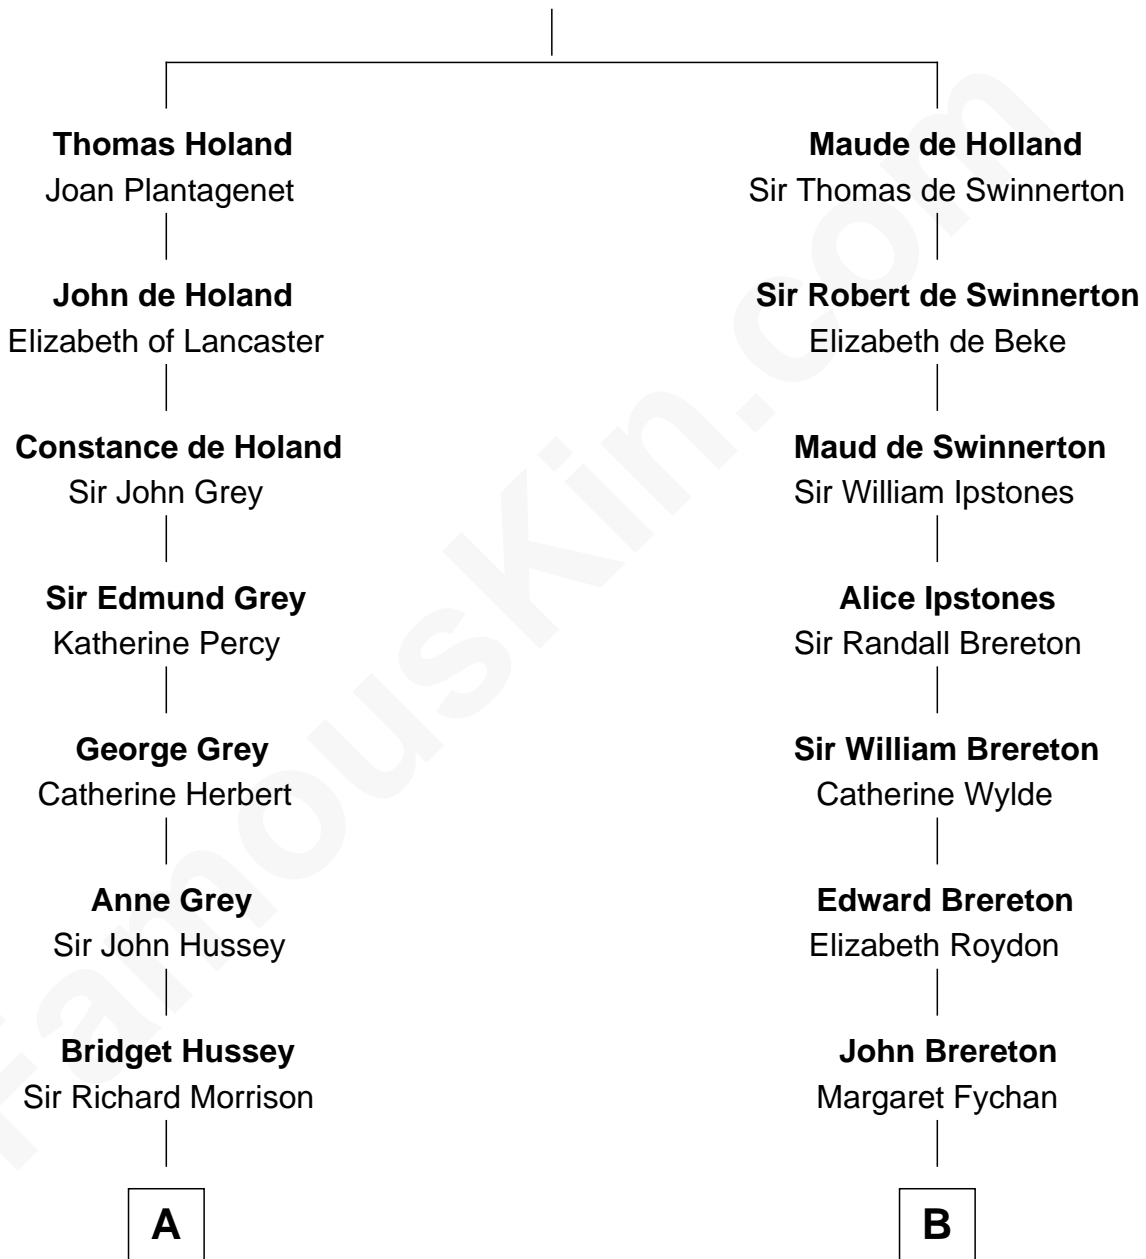 Thomas Holand
Joan Plantagenet
John de Holand
Elizabeth of Lancaster
Constance de Holand
Sir John Grey
Sir Edmund Grey
Katherine Percy
George Grey
Catherine Herbert
Anne Grey
Sir John Hussey
Bridget Hussey
Sir Richard Morrison
A
Maude de Holland
Sir Thomas de Swinnerton
Sir Robert de Swinnerton
Elizabeth de Beke
Maud de Swinnerton
Sir William Ipstones
Alice Ipstones
Sir Randall Brereton
Sir William Brereton
Catherine Wylde
Edward Brereton
Elizabeth Roydon
John Brereton
Margaret Fychan
B
FamousKin.com